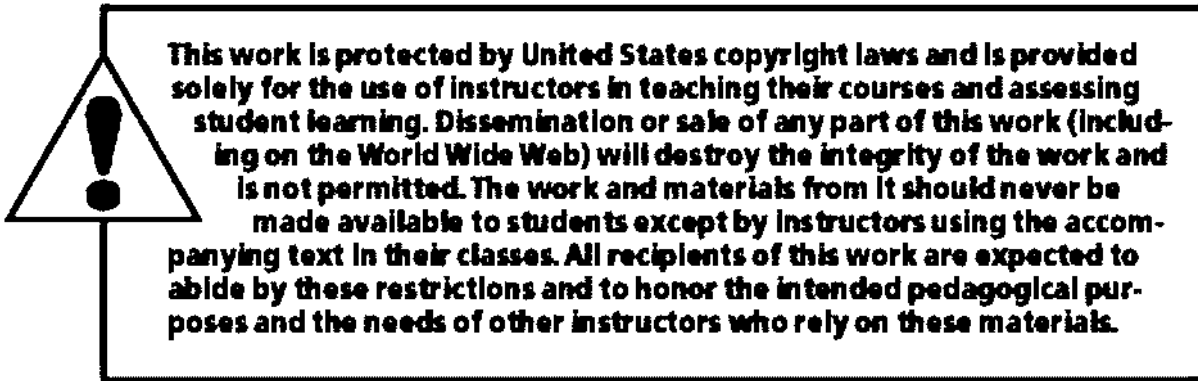 This work is protected by United States copyright laws and is provided
solely for the use of instructors in teaching their courses and assessing
student learning. Dissemination or sale of any part of this work (includ-
ing on the World Wide Web) will destroy the integrity of the work and
is not permitted. The work and materials from it should never be
made available to students except by instructors using the accom-
panying text in their classes. All recipients of this work are expected to
abide by these restrictions and to honor the intended pedagogical pur-
poses and the needs of other instructors who rely on these materials.